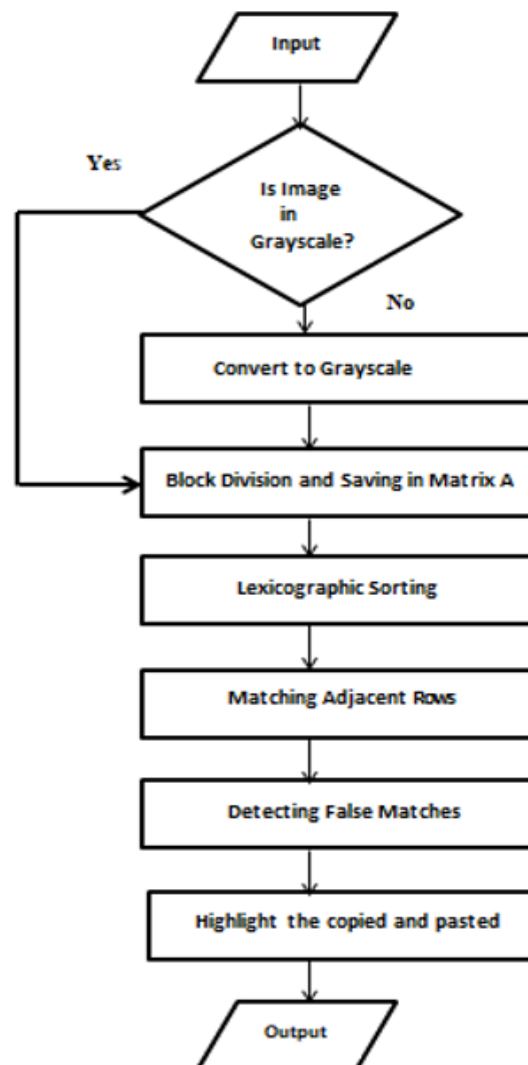 Input
Yes
Is Image
in
Grayscale?
No
Convert to Grayscale
Block Division and Saving in Matrix A
Lexicographic Sorting
Matching Adjacent Rows
Detecting False Matches
Highlight the copied and pasted
Output